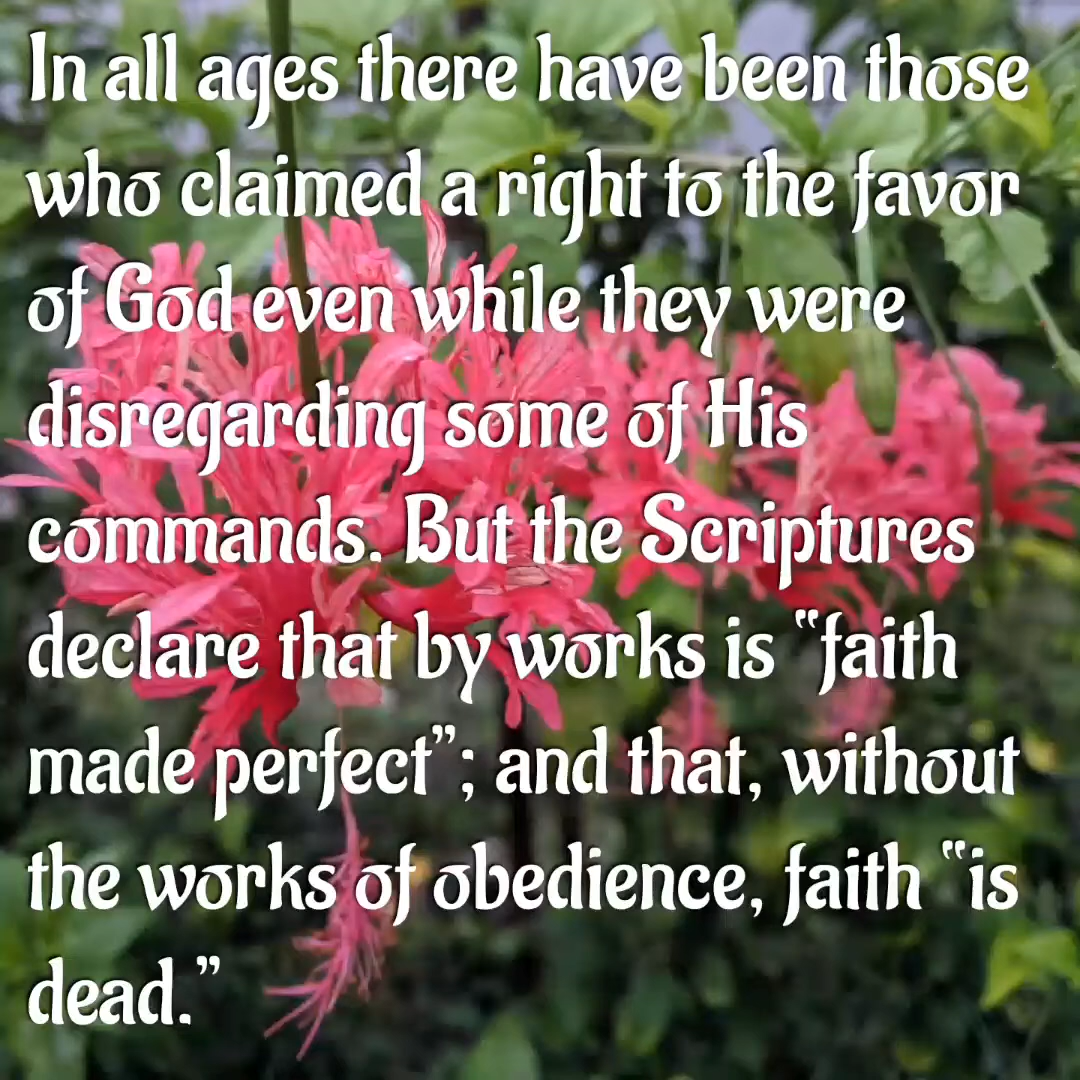 In all ages there have been those
who claimed a right to the favor
of God even while they were
disregarding some of His
commands. But the Scriptures
declare that by works is “faith
made perfect”; and that, without
the works of obedience, faith “is
dead.”